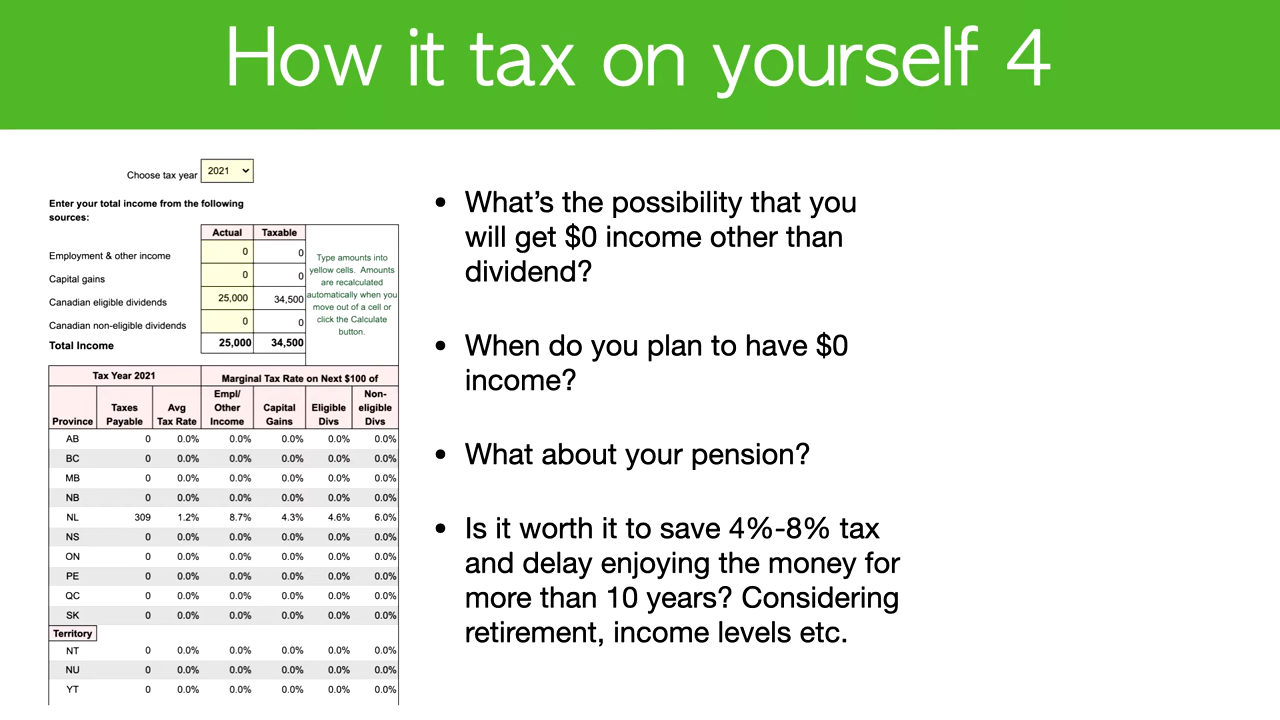 How it tax on yourself 4
Choose tax year 2021
Enter your total income from the following
sources:
Actual Taxable
Employment & other income 0 0
Capital gains 0 0
Canadian eligible dividends 25,000 34,500
Canadian non-eligible dividends 0 0
Total Income 25,000 34,500
Type amounts into
yellow cells. Amounts
are recalculated
automatically when you
move out of a cell or
click the Calculate
button.
Tax Year 2021 Marginal Tax Rate on Next $100 of
Province Taxes Payable Avg Tax Rate Empl/ Other Income Capital Gains Eligible Divs Non-eligible Divs
AB 0 0.0% 0.0% 0.0% 0.0% 0.0%
BC 0 0.0% 0.0% 0.0% 0.0% 0.0%
MB 0 0.0% 0.0% 0.0% 0.0% 0.0%
NB 0 0.0% 0.0% 0.0% 0.0% 0.0%
NL 309 1.2% 8.7% 4.3% 4.6% 6.0%
NS 0 0.0% 0.0% 0.0% 0.0% 0.0%
ON 0 0.0% 0.0% 0.0% 0.0% 0.0%
PE 0 0.0% 0.0% 0.0% 0.0% 0.0%
QC 0 0.0% 0.0% 0.0% 0.0% 0.0%
SK 0 0.0% 0.0% 0.0% 0.0% 0.0%
Territory
NT 0 0.0% 0.0% 0.0% 0.0% 0.0%
NU 0 0.0% 0.0% 0.0% 0.0% 0.0%
YT 0 0.0% 0.0% 0.0% 0.0% 0.0%
• What's the possibility that you
will get $0 income other than
dividend?
• When do you plan to have $0
income?
• What about your pension?
• Is it worth it to save 4%-8% tax
and delay enjoying the money for
more than 10 years? Considering
retirement, income levels etc.